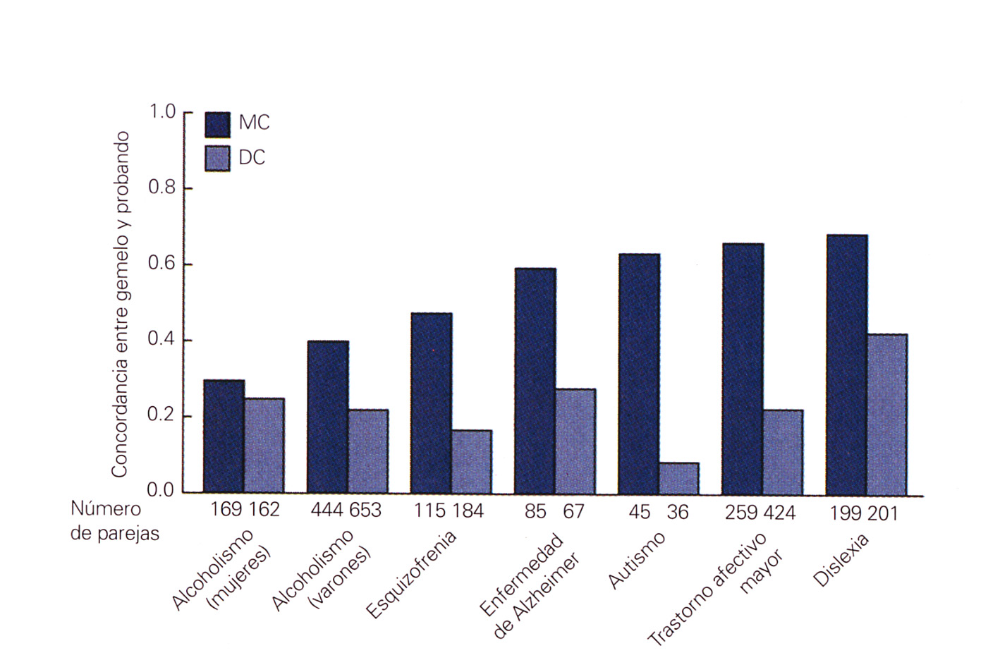 1.0
0.8
0.6
0.4
0.2
0.0
Concordancia entre gemelo y probando
MC
DC
Número
de parejas
169 162
444 653
115 184
85 67
45 36
259 424
199 201
Alcoholismo
(mujeres)
Alcoholismo
(varones)
Esquizofrenia
Enfermedad
de Alzheimer
Autismo
Trastorno afectivo
mayor
Dislexia